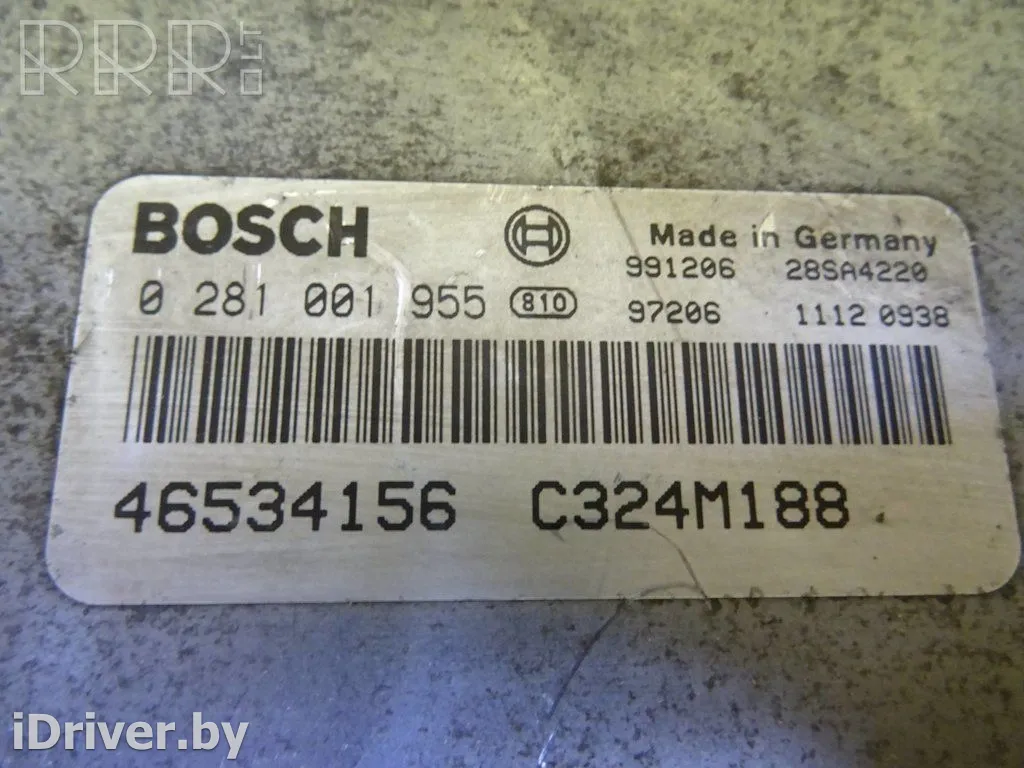 RRR.LT
BOSCH
Made in Germany
991206 28SA4220
0 281 001 955 810
97206 1112 0938
46534156 C324M188
iDriver.by